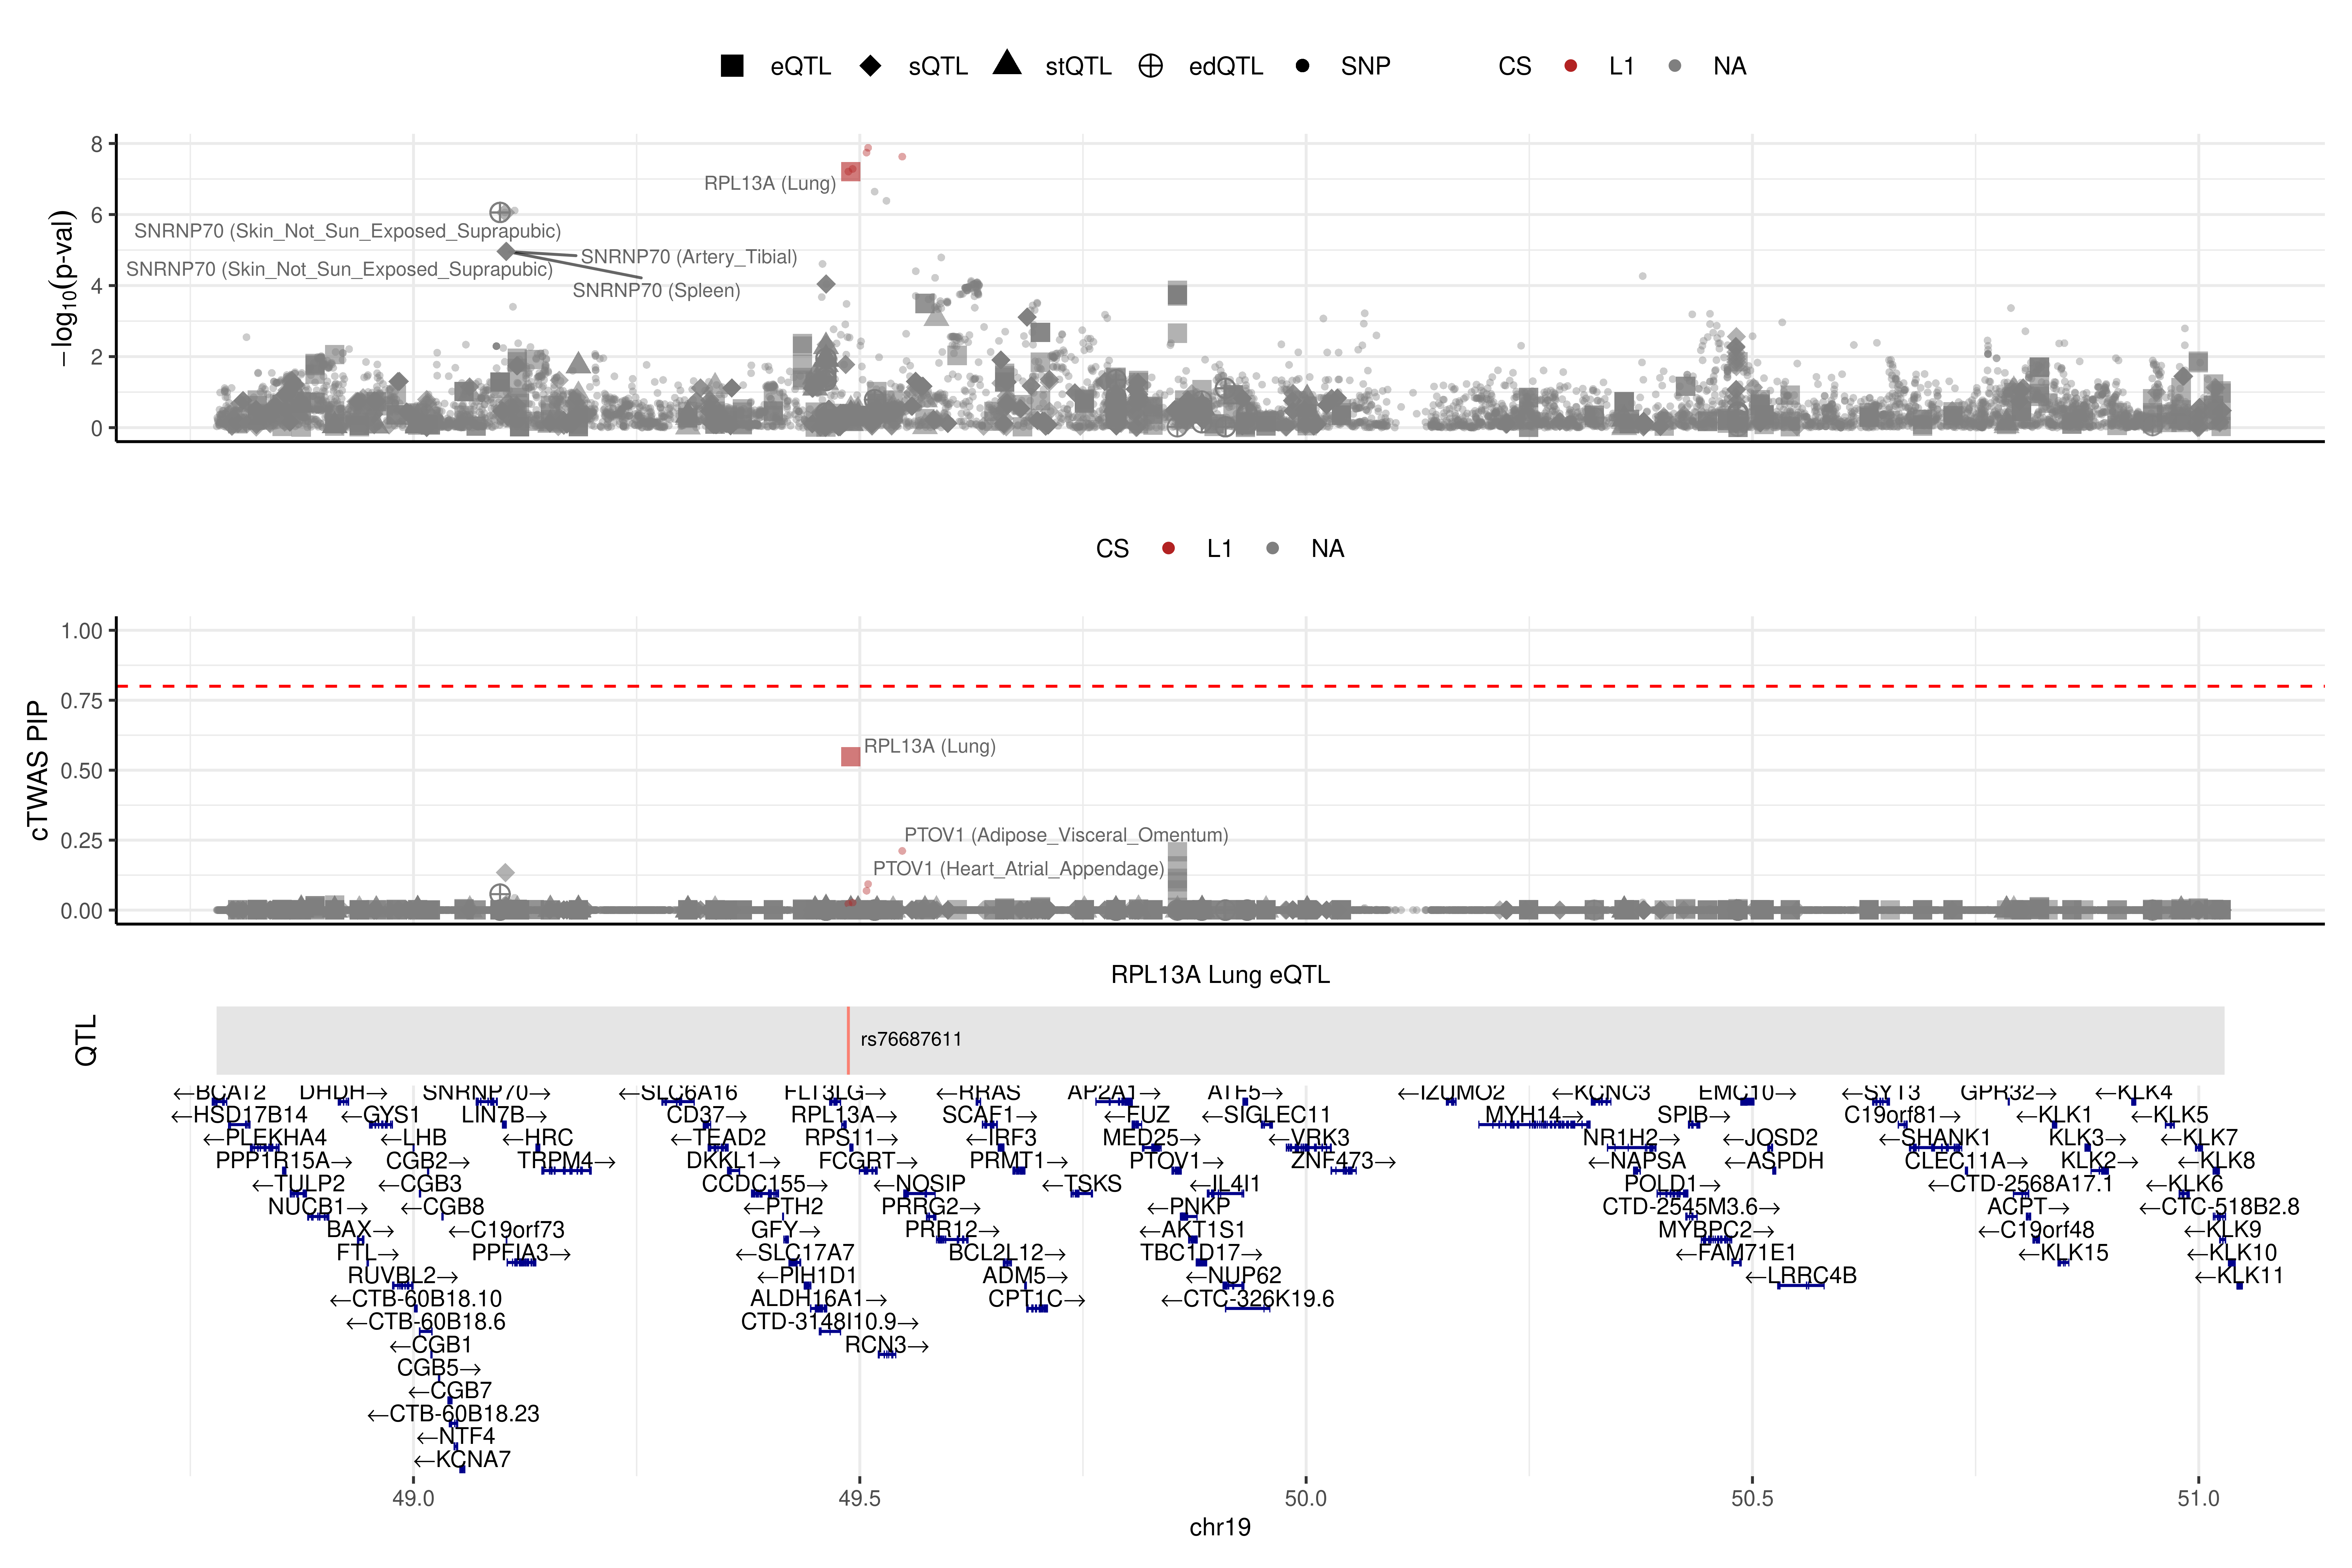 eQTL sQTL stQTL edQTL SNP CS L1 NA
8
6
4
2
0
−log10(p-val)
RPL13A (Lung)
SNRNP70 (Skin_Not_Sun_Exposed_Suprapubic)
SNRNP70 (Artery_Tibial)
SNRNP70 (Skin_Not_Sun_Exposed_Suprapubic)
SNRNP70 (Spleen)
CS L1 NA
1.00
0.75
0.50
0.25
0.00
cTWAS PIP
RPL13A (Lung)
PTOV1 (Adipose_Visceral_Omentum)
PTOV1 (Heart_Atrial_Appendage)
RPL13A Lung eQTL
QTL
rs76687611
←BCAT2 DHDH→ SNRNP70→ ←SLC6A16 FLT3LG→ ←RRAS AP2A1→ ATF5→ ←IZUMO2 ←KCNC3 EMC10→ ←SYT3 GPR32→ ←KLK4
←HSD17B14 ←GYS1 LIN7B→ CD37→ RPL13A→ SCAF1→ ←FUZ ←SIGLEC11 MYH14→ SPIB→ C19orf81→ ←KLK1 ←KLK5
←PLEKHA4 ←LHB ←HRC ←TEAD2 RPS11→ ←IRF3 MED25→ ←VRK3 NR1H2→ ←JOSD2 ←SHANK1 KLK3→ ←KLK7
PPP1R15A→ CGB2→ TRPM4→ DKKL1→ FCGRT→ PRMT1→ PTOV1→ ZNF473→ ←NAPSA ←ASPDH CLEC11A→ KLK2→ ←KLK8
←TULP2 ←CGB3 CCDC155→ ←NOSIP ←TSKS ←IL4I1 POLD1→ ←CTD-2568A17.1 ←KLK6
NUCB1→ ←CGB8 ←PTH2 PRRG2→ ←PNKP CTD-2545M3.6→ ACPT→ ←CTC-518B2.8
BAX→ ←C19orf73 GFY→ PRR12→ ←AKT1S1 MYBPC2→ ←C19orf48 ←KLK9
FTL→ PPFIA3→ ←SLC17A7 BCL2L12→ TBC1D17→ ←FAM71E1 ←KLK15 ←KLK10
RUVBL2→ ←PIH1D1 ADM5→ ←NUP62 ←LRRC4B ←KLK11
←CTB-60B18.10 ALDH16A1→ CPT1C→ ←CTC-326K19.6
←CTB-60B18.6 CTD-3148I10.9→
←CGB1 RCN3→
CGB5→
←CGB7
←CTB-60B18.23
←NTF4
←KCNA7
49.0 49.5 50.0 50.5 51.0
chr19